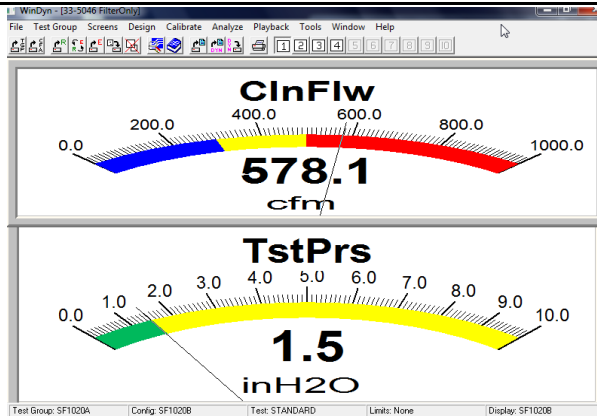 WinDyn - [33-5046 FilterOnly]
File Test Group Screens Design Calibrate Analyze Playback Tools Window Help
1 2 3 4 5 6 7 8 9 10
ClnFlw
0.0 200.0 400.0 600.0 800.0 1000.0
578.1
cfm
TstPrs
0.0 1.0 2.0 3.0 4.0 5.0 6.0 7.0 8.0 9.0 10.0
1.5
inH2O
Test Group: SF1020A Config: SF1020B Test: STANDARD Limits: None Display: SF1020B